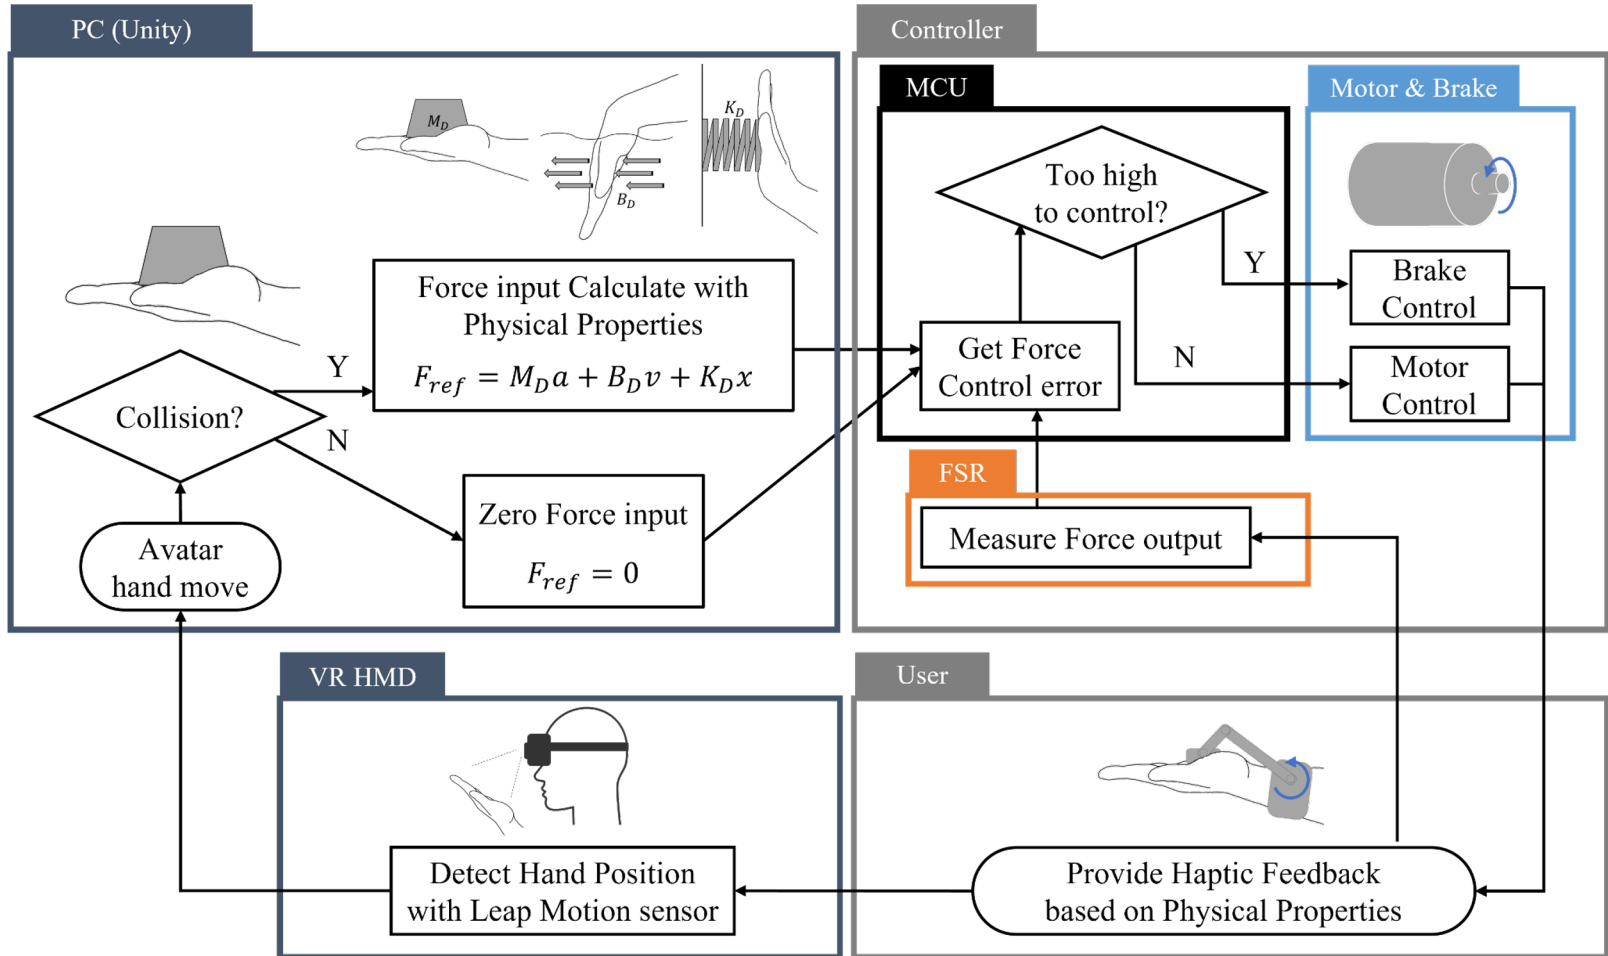 PC (Unity)
M_D
B_D
K_D
Force input Calculate with
Physical Properties
F_ref = M_D a + B_D v + K_D x
Collision?
Y
N
Zero Force input
F_ref = 0
Avatar
hand move
Controller
MCU
Too high
to control?
Y
N
Get Force
Control error
Motor & Brake
Brake
Control
Motor
Control
FSR
Measure Force output
VR HMD
Detect Hand Position
with Leap Motion sensor
User
Provide Haptic Feedback
based on Physical Properties